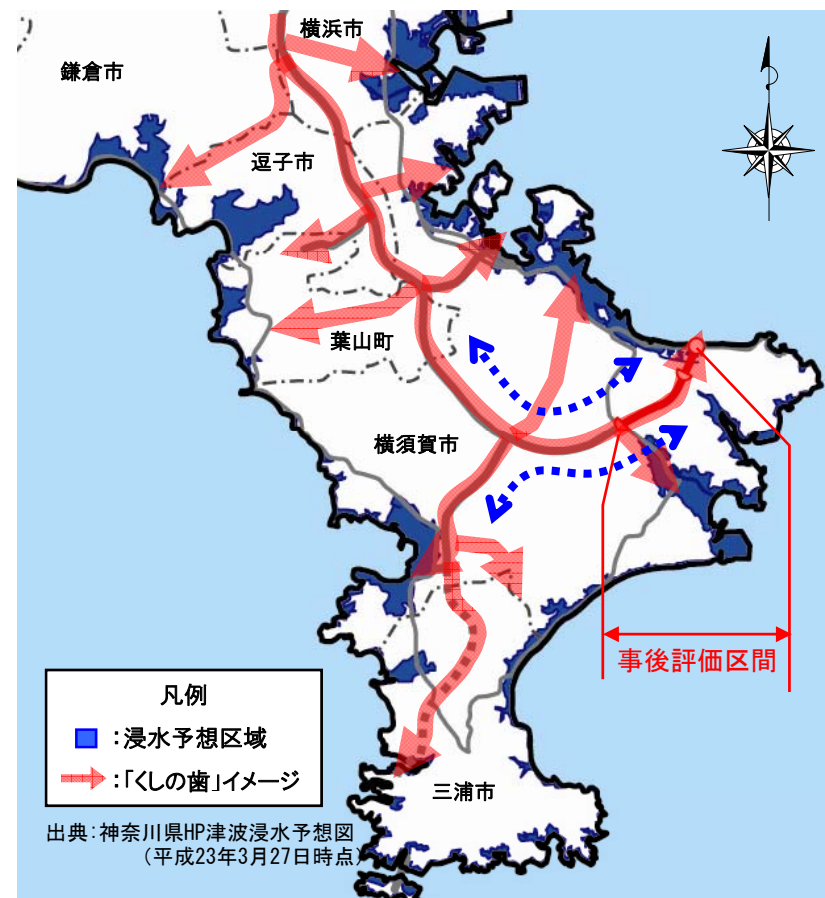 横浜市
鎌倉市
逗子市
葉山町
横須賀市
事後評価区間
三浦市
凡例
:浸水予想区域
:「くしの歯」イメージ
出典:神奈川県HP津波浸水予想図
(平成23年3月27日時点)